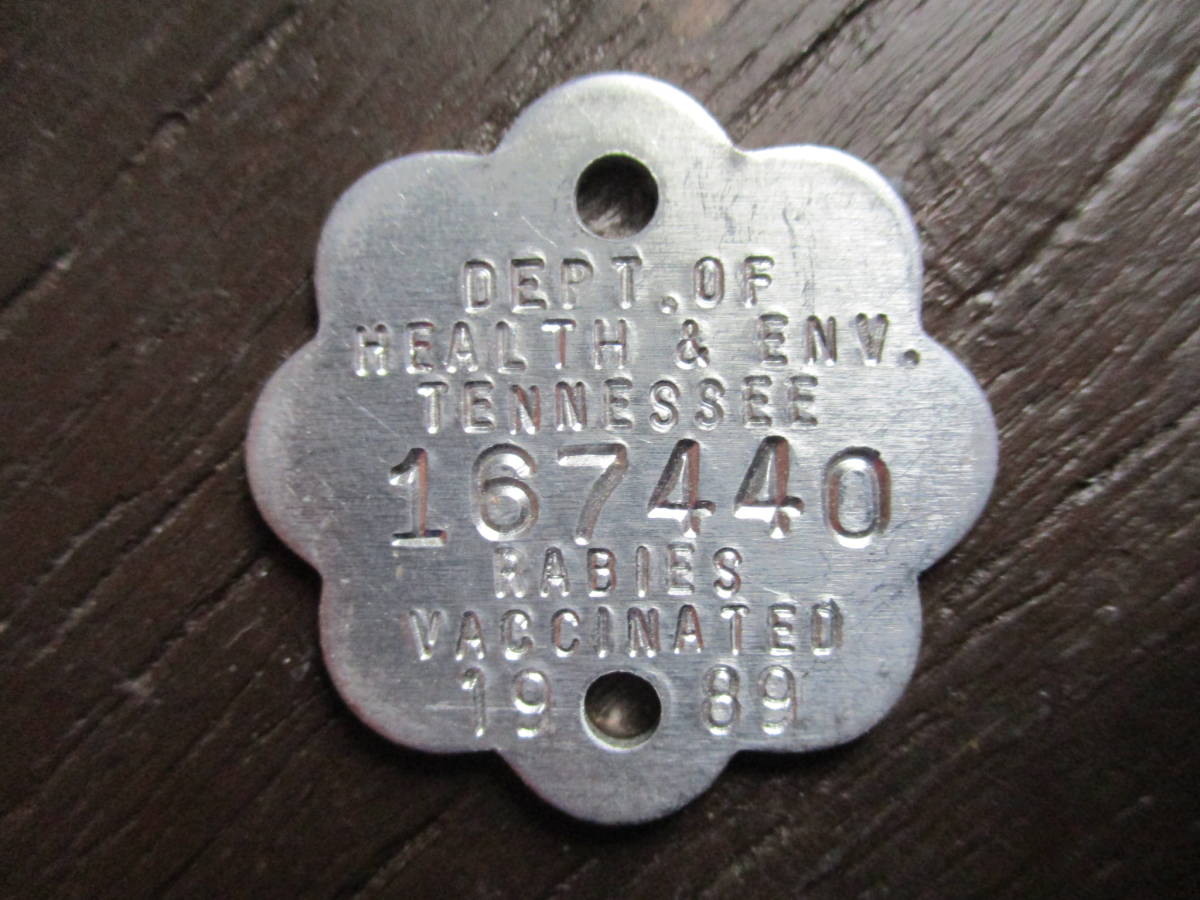 DEPT.OF
HEALTH & ENV.
TENNESSEE
167440
RABIES
VACCINATED
19 89